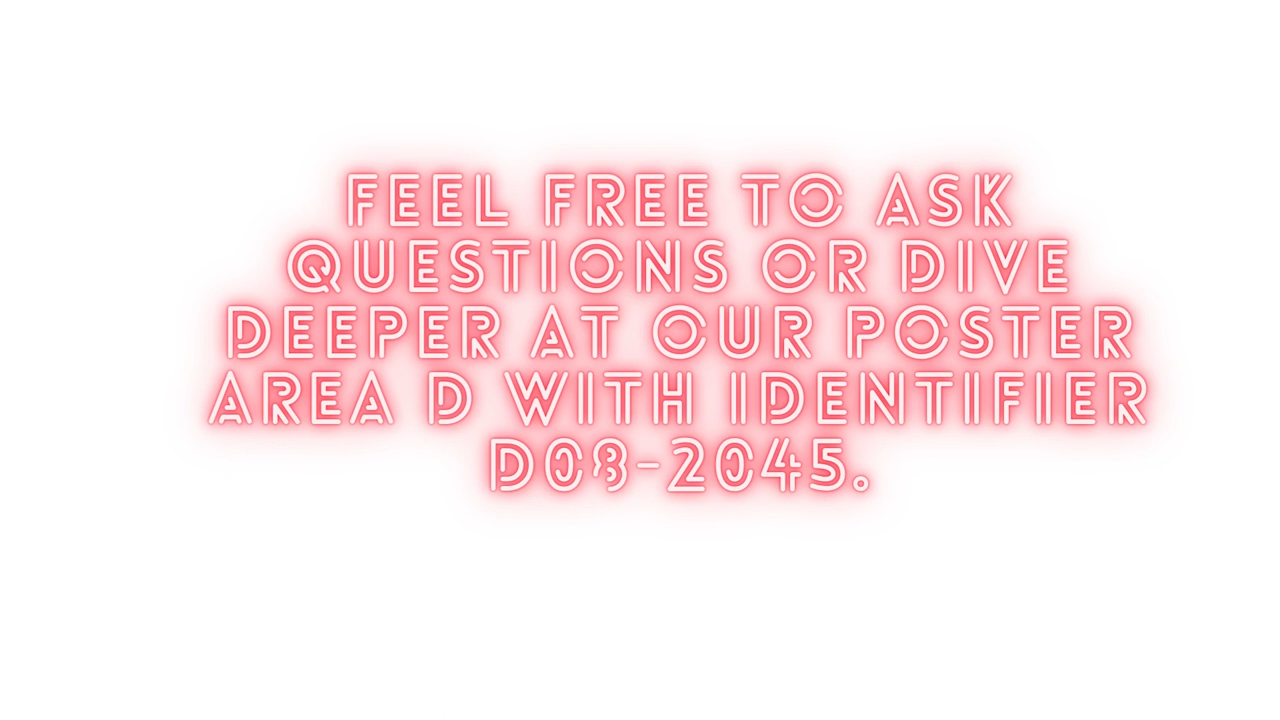 FEEL FREE TO ASK
QUESTIONS OR DIVE
DEEPER AT OUR POSTER
AREA D WITH IDENTIFIER
D08-2045.